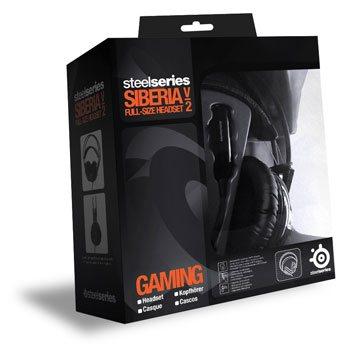 steelseries
SIBERIA V2
FULL-SIZE HEADSET
GAMING
Headset
Kopfhörer
Casque
Cascos
steelseries
steelseries